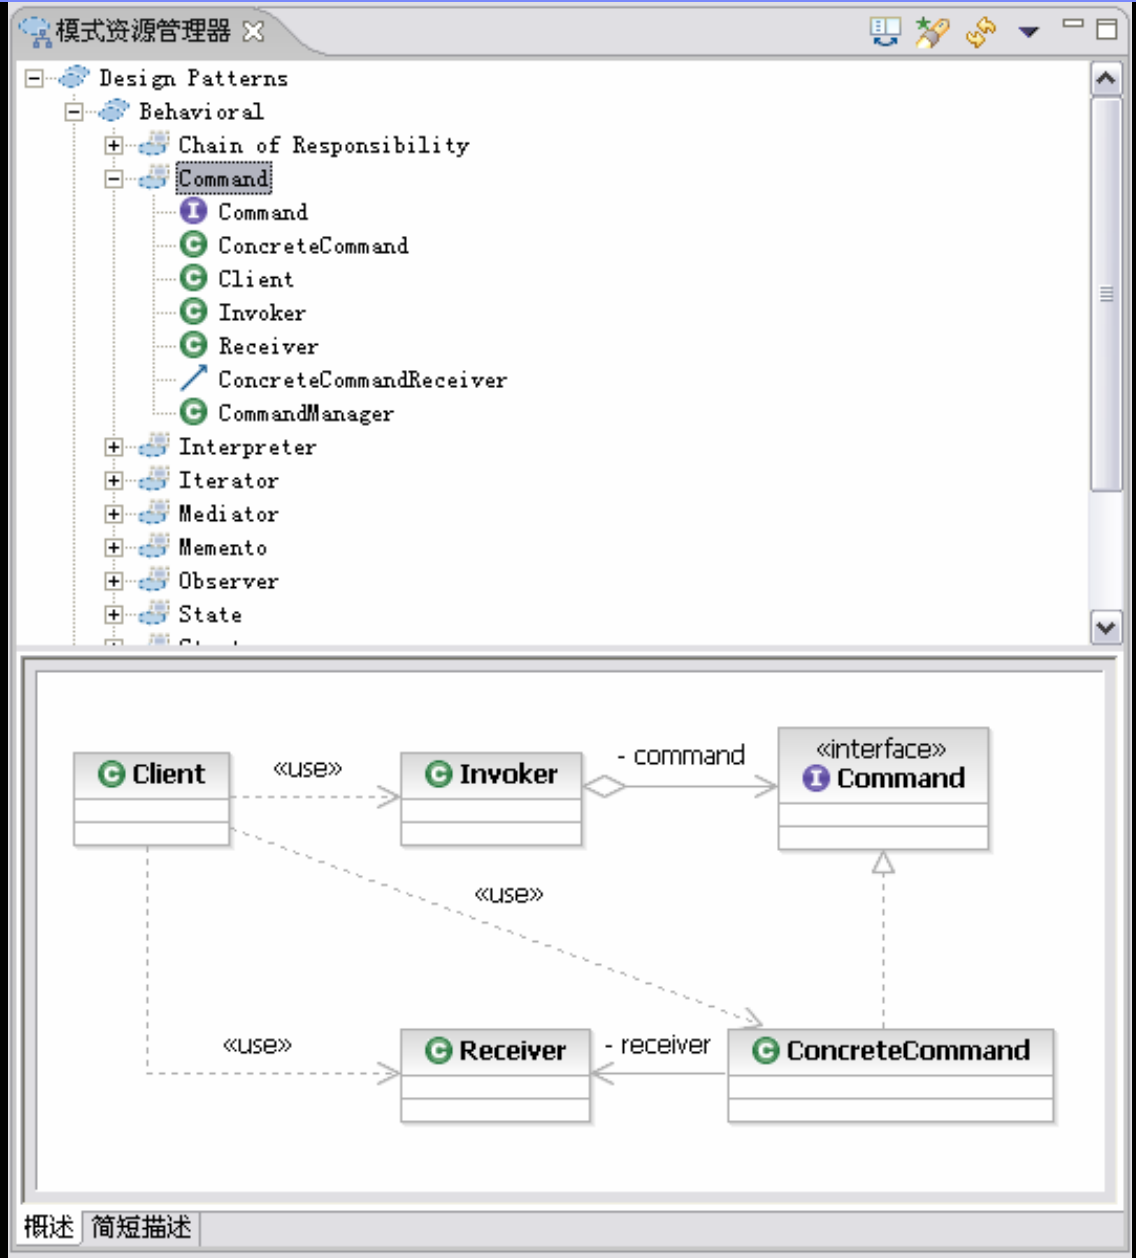 模式资源管理器
Design Patterns
Behavioral
Chain of Responsibility
Command
Command
ConcreteCommand
Client
Invoker
Receiver
ConcreteCommandReceiver
CommandManager
Interpreter
Iterator
Mediator
Memento
Observer
State
«interface»
Command
- command
Client
«use»
Invoker
«use»
«use»
Receiver
- receiver
ConcreteCommand
概述 简短描述